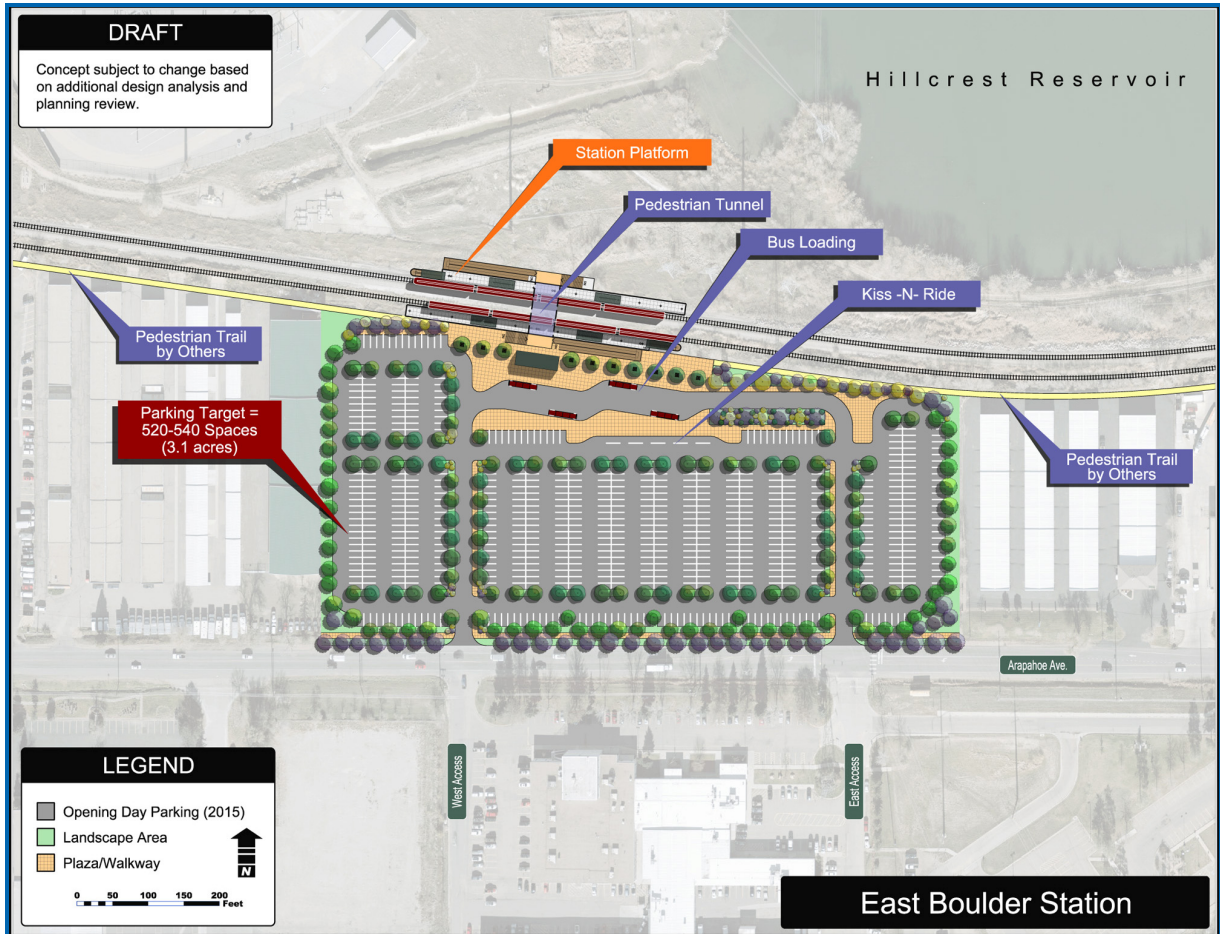 DRAFT
Concept subject to change based
on additional design analysis and
planning review.
Hillcrest Reservoir
Station Platform
Pedestrian Tunnel
Bus Loading
Kiss -N- Ride
Pedestrian Trail
by Others
Parking Target =
520-540 Spaces
(3.1 acres)
Pedestrian Trail
by Others
Arapahoe Ave.
West Access
East Access
LEGEND
Opening Day Parking (2015)
Landscape Area
Plaza/Walkway
N
0 50 100 150 200
Feet
East Boulder Station